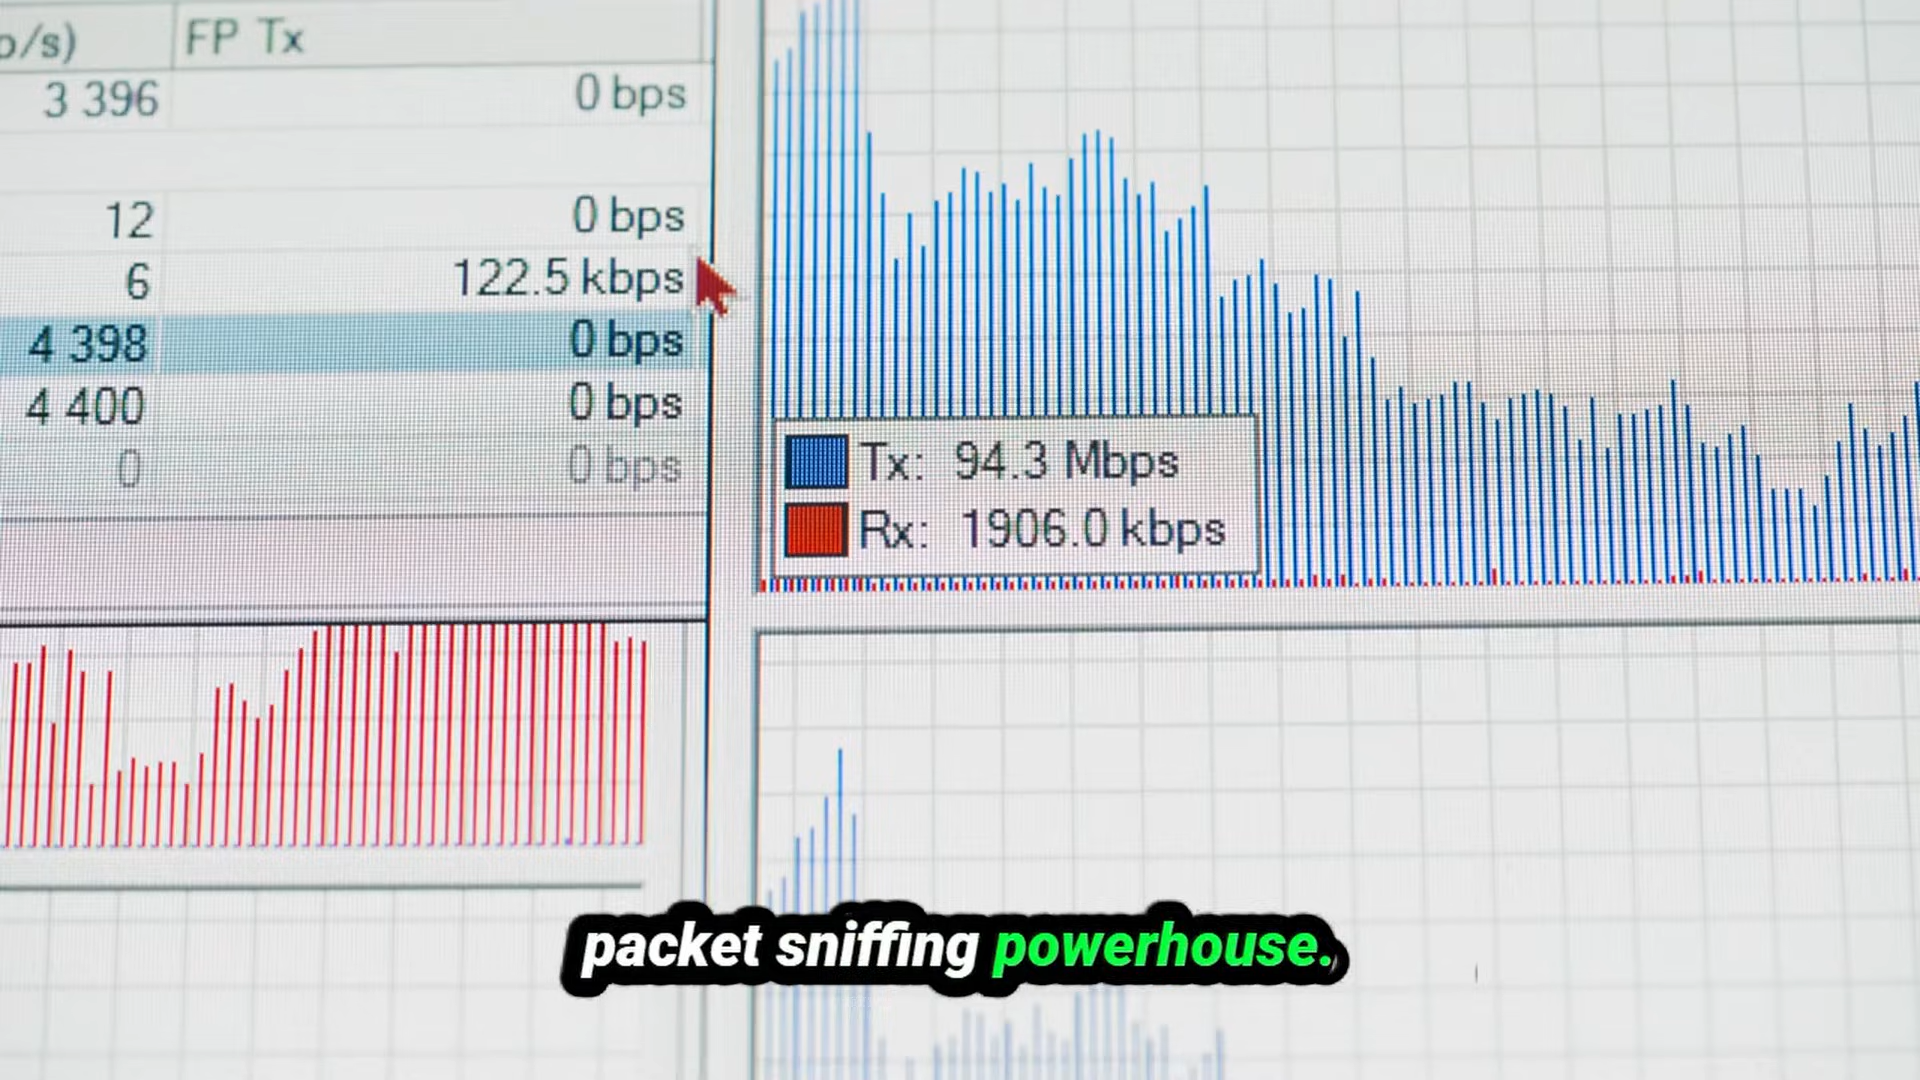 p/s) FP Tx
3 396 0 bps
12 0 bps
6 122.5 kbps
4 398 0 bps
4 400 0 bps
0 0 bps
Tx: 94.3 Mbps
Rx: 1906.0 kbps
packet sniffing powerhouse.